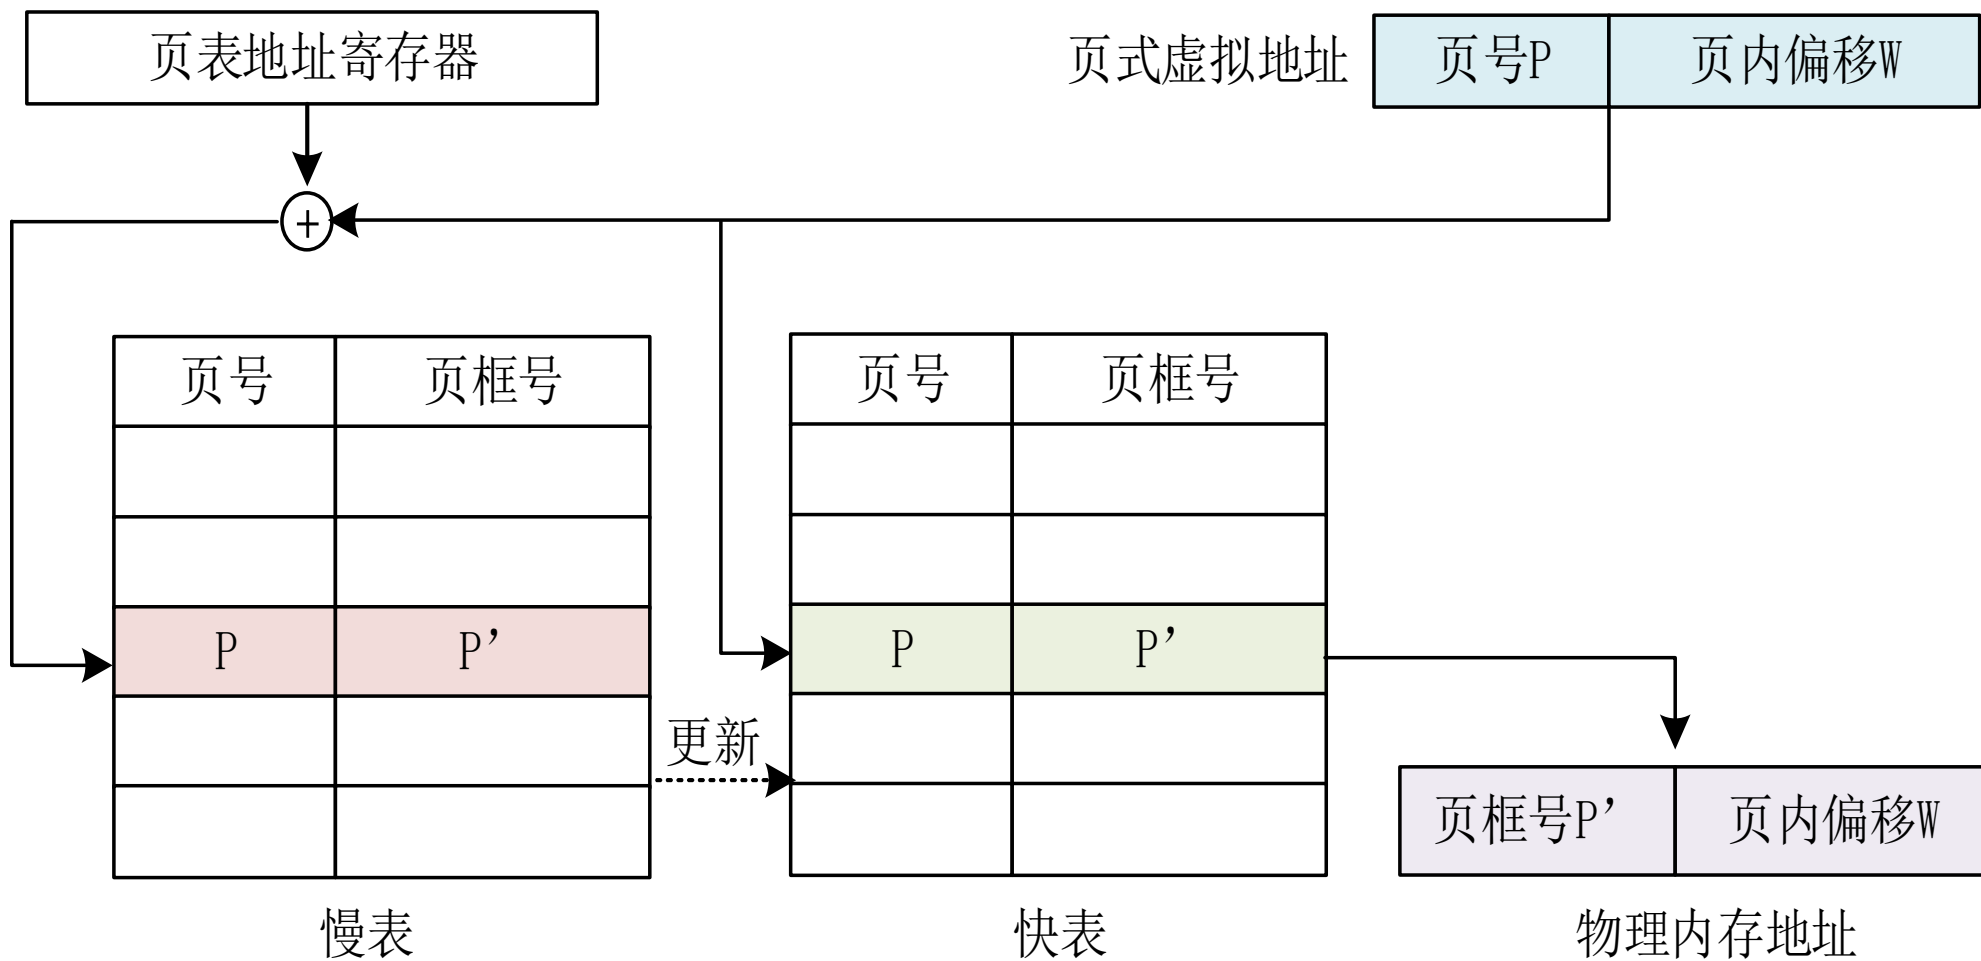 页表地址寄存器
页式虚拟地址 页号P 页内偏移W
+
页号 页框号
P P’
慢表
更新
页号 页框号
P P’
快表
页框号P’ 页内偏移W
物理内存地址